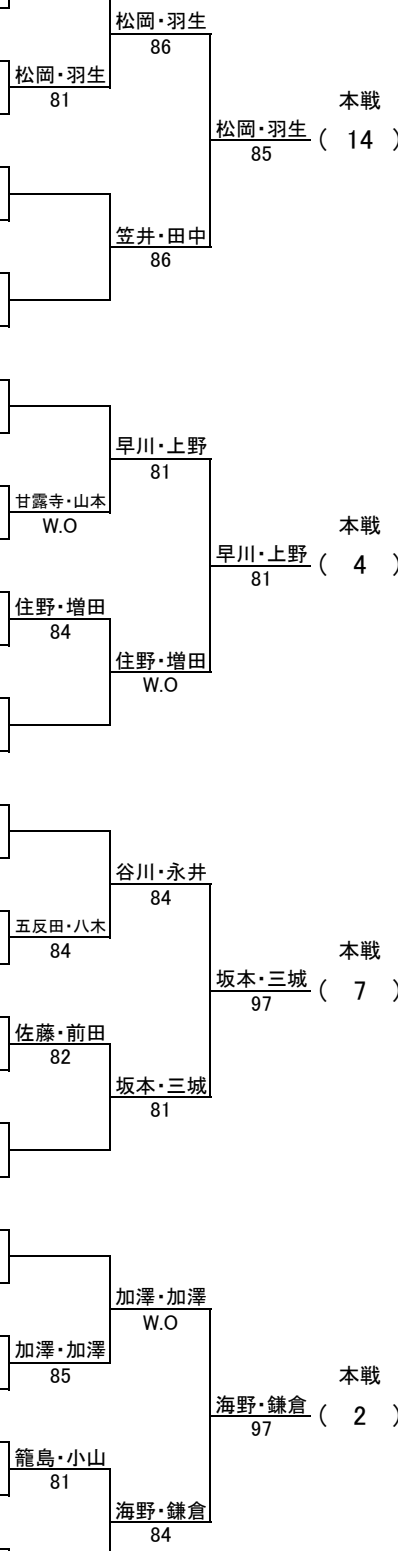 松岡・羽生
86
松岡・羽生
81
本戦
松岡・羽生 ( 14 )
85
笠井・田中
86
早川・上野
81
甘露寺・山本
W.O
本戦
早川・上野 ( 4 )
81
住野・増田
84
住野・増田
W.O
谷川・永井
84
五反田・八木
84
本戦
坂本・三城 ( 7 )
97
佐藤・前田
82
坂本・三城
81
加澤・加澤
W.O
加澤・加澤
85
本戦
海野・鎌倉 ( 2 )
97
籠島・小山
81
海野・鎌倉
84